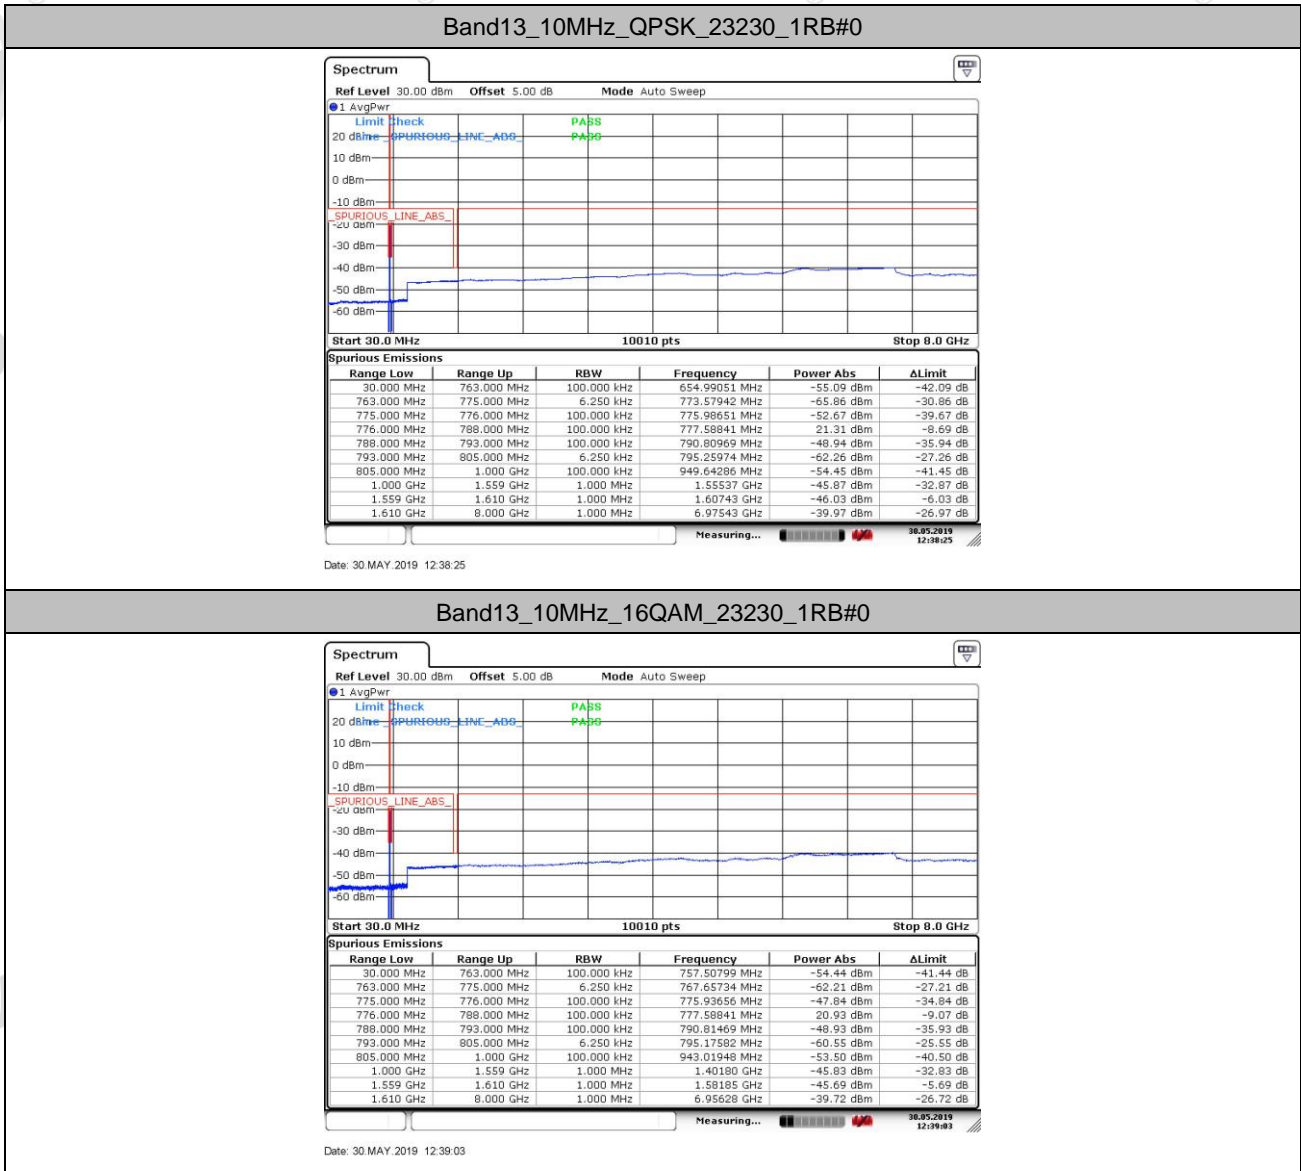 Band13_10MHz_QPSK_23230_1RB#0
Spectrum
Ref Level 30.00 dBm Offset 5.00 dB Mode Auto Sweep
1 AvgPwr
Limit Check PASS
20 dBm Line _SPURIOUS_LINE_ABS_ PASS
10 dBm
0 dBm
-10 dBm
_SPURIOUS_LINE_ABS_
-20 dBm
-30 dBm
-40 dBm
-50 dBm
-60 dBm
Start 30.0 MHz 10010 pts Stop 8.0 GHz
Spurious Emissions
Range Low Range Up RBW Frequency Power Abs ΔLimit
30.000 MHz 763.000 MHz 100.000 kHz 654.99051 MHz -55.09 dBm -42.09 dB
763.000 MHz 775.000 MHz 6.250 kHz 773.57942 MHz -65.86 dBm -30.86 dB
775.000 MHz 776.000 MHz 100.000 kHz 775.98651 MHz -52.67 dBm -39.67 dB
776.000 MHz 788.000 MHz 100.000 kHz 777.58841 MHz 21.31 dBm -8.69 dB
788.000 MHz 793.000 MHz 100.000 kHz 790.80969 MHz -48.94 dBm -35.94 dB
793.000 MHz 805.000 MHz 6.250 kHz 795.25974 MHz -62.26 dBm -27.26 dB
805.000 MHz 1.000 GHz 100.000 kHz 949.64286 MHz -54.45 dBm -41.45 dB
1.000 GHz 1.559 GHz 1.000 MHz 1.55537 GHz -45.87 dBm -32.87 dB
1.559 GHz 1.610 GHz 1.000 MHz 1.60743 GHz -46.03 dBm -6.03 dB
1.610 GHz 8.000 GHz 1.000 MHz 6.97543 GHz -39.97 dBm -26.97 dB
Measuring... 30.05.2019
12:38:25
Date: 30.MAY.2019 12:38:25
Band13_10MHz_16QAM_23230_1RB#0
Spectrum
Ref Level 30.00 dBm Offset 5.00 dB Mode Auto Sweep
1 AvgPwr
Limit Check PASS
20 dBm Line _SPURIOUS_LINE_ABS_ PASS
10 dBm
0 dBm
-10 dBm
_SPURIOUS_LINE_ABS_
-20 dBm
-30 dBm
-40 dBm
-50 dBm
-60 dBm
Start 30.0 MHz 10010 pts Stop 8.0 GHz
Spurious Emissions
Range Low Range Up RBW Frequency Power Abs ΔLimit
30.000 MHz 763.000 MHz 100.000 kHz 757.50799 MHz -54.44 dBm -41.44 dB
763.000 MHz 775.000 MHz 6.250 kHz 767.65734 MHz -62.21 dBm -27.21 dB
775.000 MHz 776.000 MHz 100.000 kHz 775.93656 MHz -47.84 dBm -34.84 dB
776.000 MHz 788.000 MHz 100.000 kHz 777.58841 MHz 20.93 dBm -9.07 dB
788.000 MHz 793.000 MHz 100.000 kHz 790.81469 MHz -48.93 dBm -35.93 dB
793.000 MHz 805.000 MHz 6.250 kHz 795.17582 MHz -60.55 dBm -25.55 dB
805.000 MHz 1.000 GHz 100.000 kHz 943.01948 MHz -53.50 dBm -40.50 dB
1.000 GHz 1.559 GHz 1.000 MHz 1.40180 GHz -45.83 dBm -32.83 dB
1.559 GHz 1.610 GHz 1.000 MHz 1.58185 GHz -45.69 dBm -5.69 dB
1.610 GHz 8.000 GHz 1.000 MHz 6.95628 GHz -39.72 dBm -26.72 dB
Measuring... 30.05.2019
12:39:03
Date: 30.MAY.2019 12:39:03